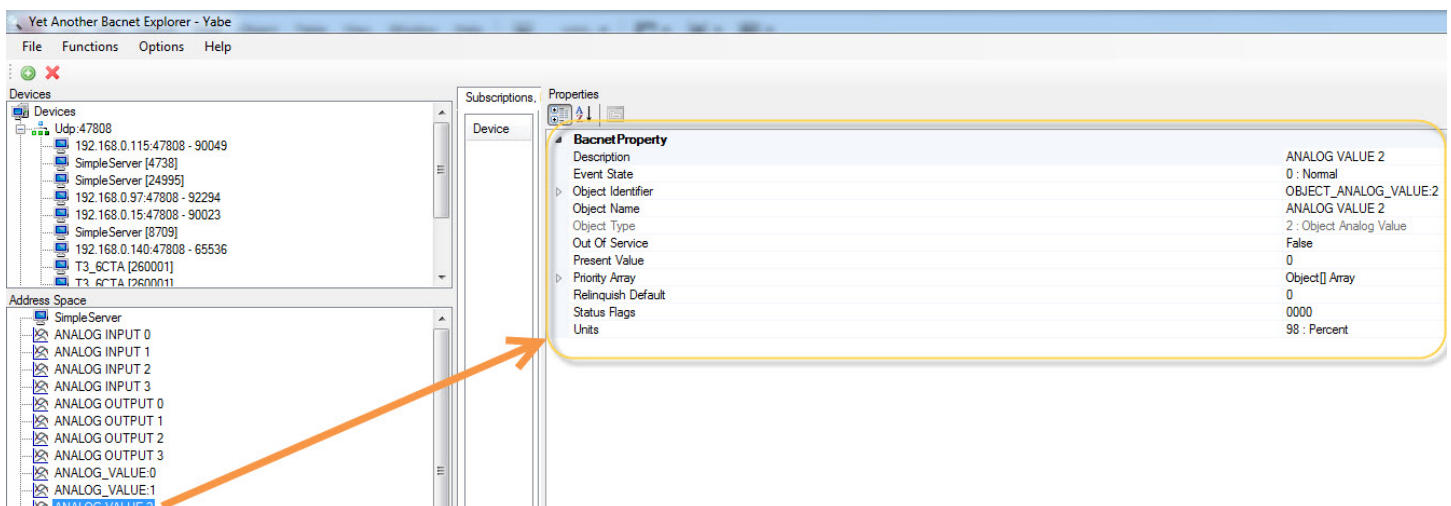 Yet Another Bacnet Explorer - Yabe
File Functions Options Help
Devices
Devices
Udp:47808
192.168.0.115:47808 - 90049
SimpleServer [4738]
SimpleServer [24995]
192.168.0.97:47808 - 92294
192.168.0.15:47808 - 90023
SimpleServer [8709]
192.168.0.140:47808 - 65536
T3_6CTA [260001]
T3_6CTA [260001]
Address Space
SimpleServer
ANALOG INPUT 0
ANALOG INPUT 1
ANALOG INPUT 2
ANALOG INPUT 3
ANALOG OUTPUT 0
ANALOG OUTPUT 1
ANALOG OUTPUT 2
ANALOG OUTPUT 3
ANALOG_VALUE:0
ANALOG_VALUE:1
ANALOG VALUE 2
Subscriptions,
Device
Properties
BacnetProperty
Description ANALOG VALUE 2
Event State 0 : Normal
Object Identifier OBJECT_ANALOG_VALUE:2
Object Name ANALOG VALUE 2
Object Type 2 : Object Analog Value
Out Of Service False
Present Value 0
Priority Array Object[] Array
Relinquish Default 0
Status Flags 0000
Units 98 : Percent